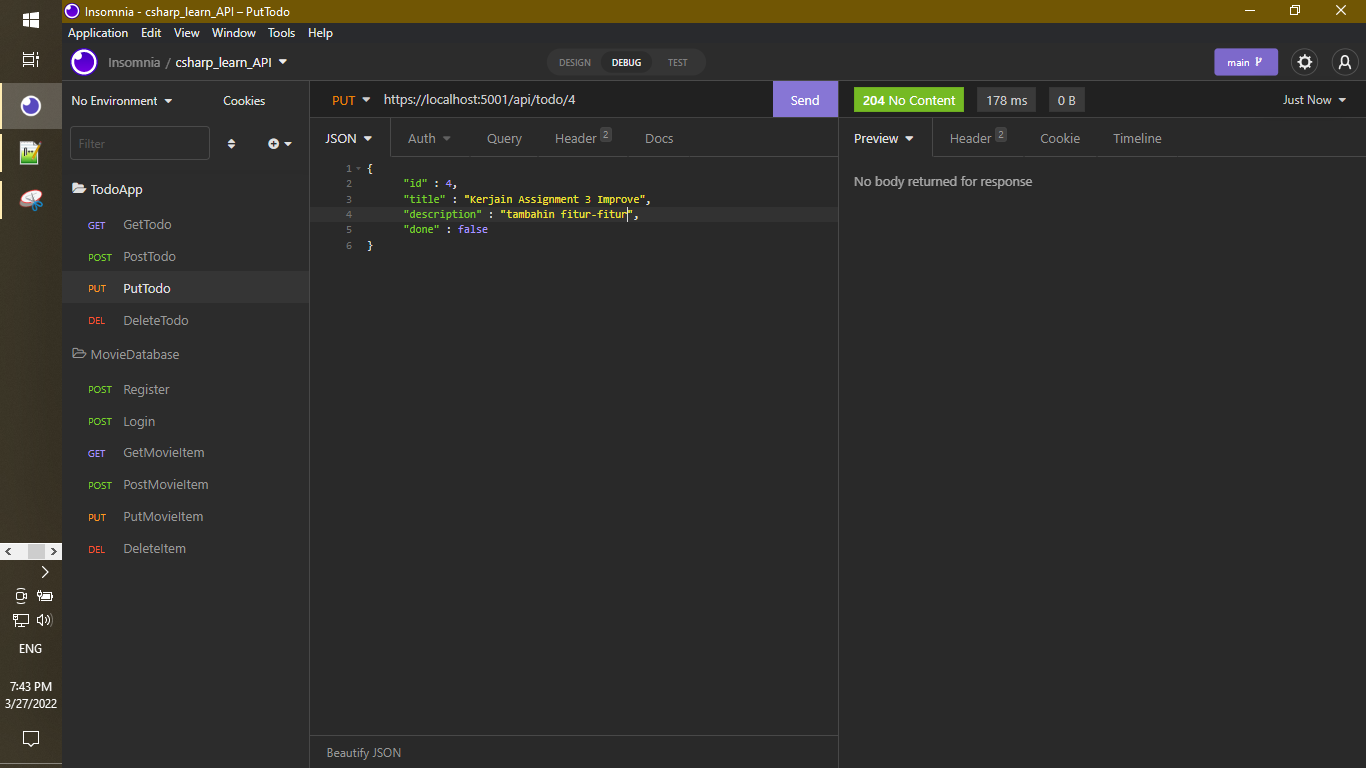 Insomnia - csharp_learn_API – PutTodo
Application Edit View Window Tools Help
Insomnia / csharp_learn_API
DESIGN DEBUG TEST
main
No Environment Cookies
Filter
TodoApp
GET GetTodo
POST PostTodo
PUT PutTodo
DEL DeleteTodo
MovieDatabase
POST Register
POST Login
GET GetMovieItem
POST PostMovieItem
PUT PutMovieItem
DEL DeleteItem
PUT https://localhost:5001/api/todo/4 Send
JSON Auth Query Header 2 Docs
1 {
2 "id" : 4,
3 "title" : "Kerjain Assignment 3 Improve",
4 "description" : "tambahin fitur-fitur",
5 "done" : false
6 }
Beautify JSON
204 No Content 178 ms 0 B Just Now
Preview Header 2 Cookie Timeline
No body returned for response
ENG
7:43 PM
3/27/2022